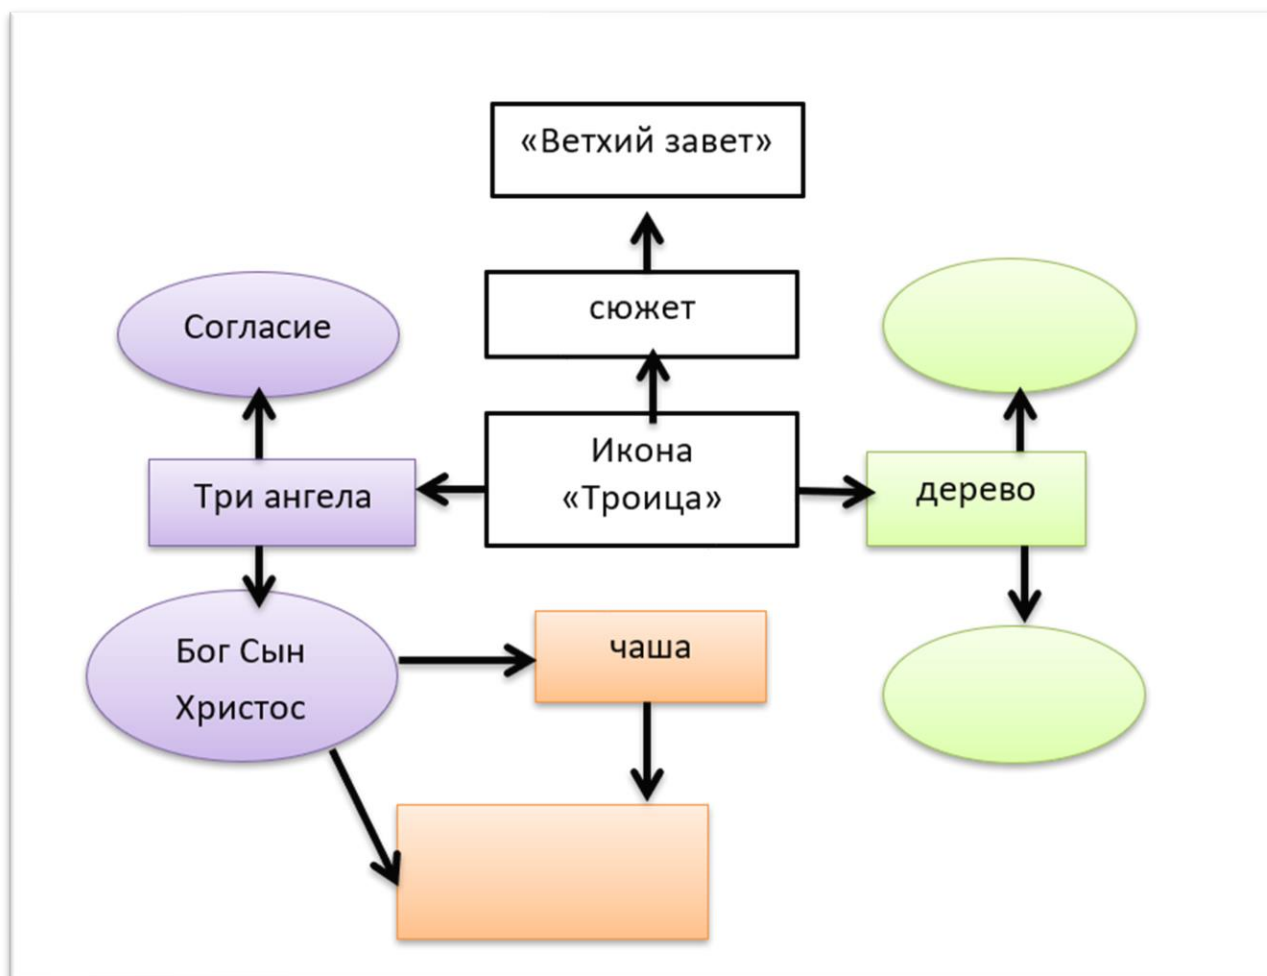 «Ветхий завет»
сюжет
Согласие
Икона
«Троица»
Три ангела
дерево
Бог Сын
Христос
чаша